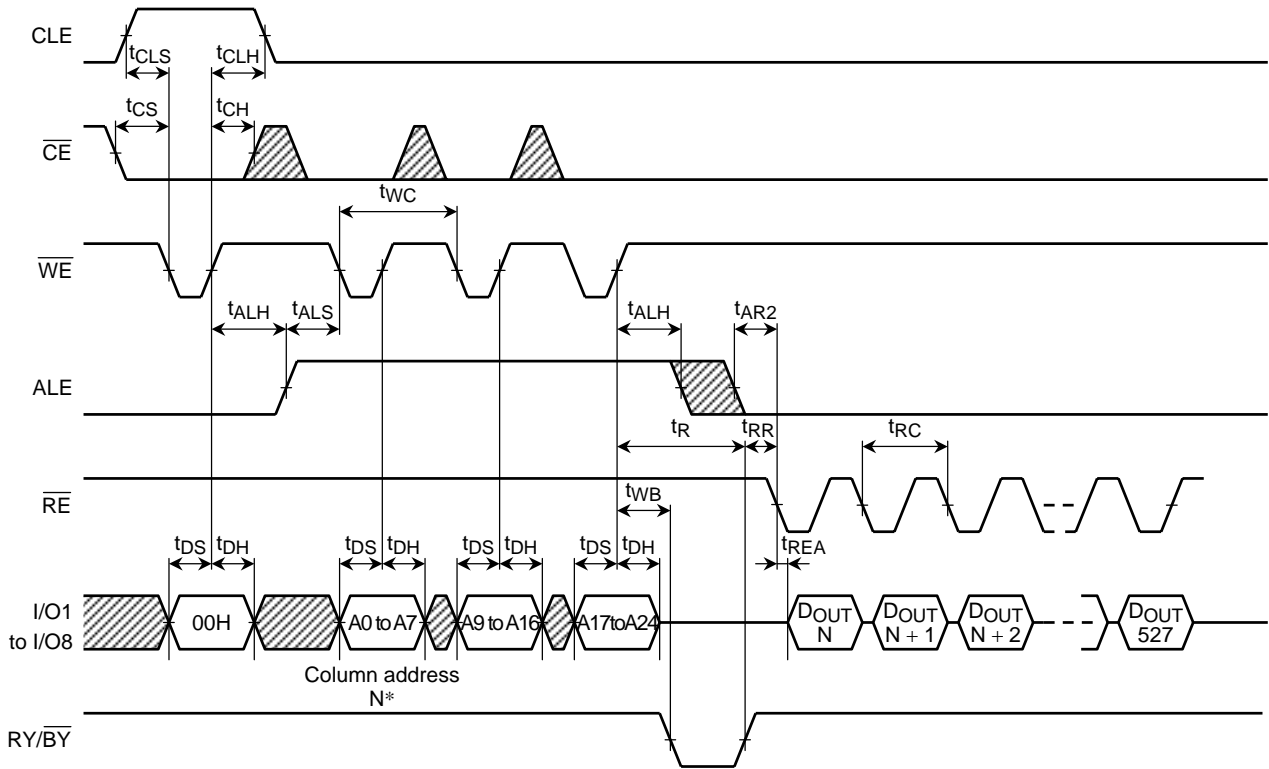 CLE
tCLS
tCLH
tCS
tCH
CE
tWC
WE
tALH
tALS
tALH
tAR2
ALE
tR
tRR
tRC
RE
tWB
tDS
tDH
tDS
tDH
tDS
tDH
tDS
tDH
tREA
I/O1
to I/O8
00H
A0 to A7
A9 to A16
A17 to A24
DOUT
N
DOUT
N + 1
DOUT
N + 2
DOUT
527
Column address
N*
RY/BY